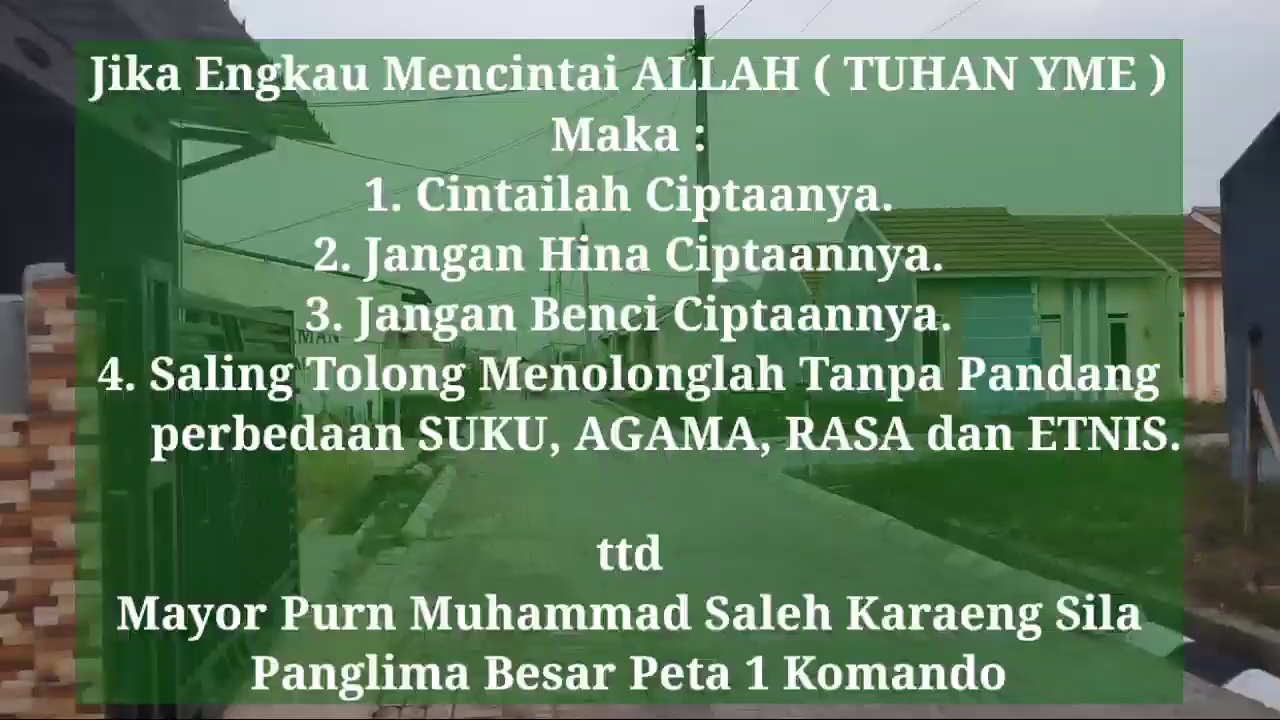 Jika Engkau Mencintai ALLAH ( TUHAN YME )
Maka :
1. Cintailah Ciptaanya.
2. Jangan Hina Ciptaannya.
3. Jangan Benci Ciptaannya.
4. Saling Tolong Menolonglah Tanpa Pandang
perbedaan SUKU, AGAMA, RASA dan ETNIS.
ttd
Mayor Purn Muhammad Saleh Karaeng Sila
Panglima Besar Peta 1 Komando